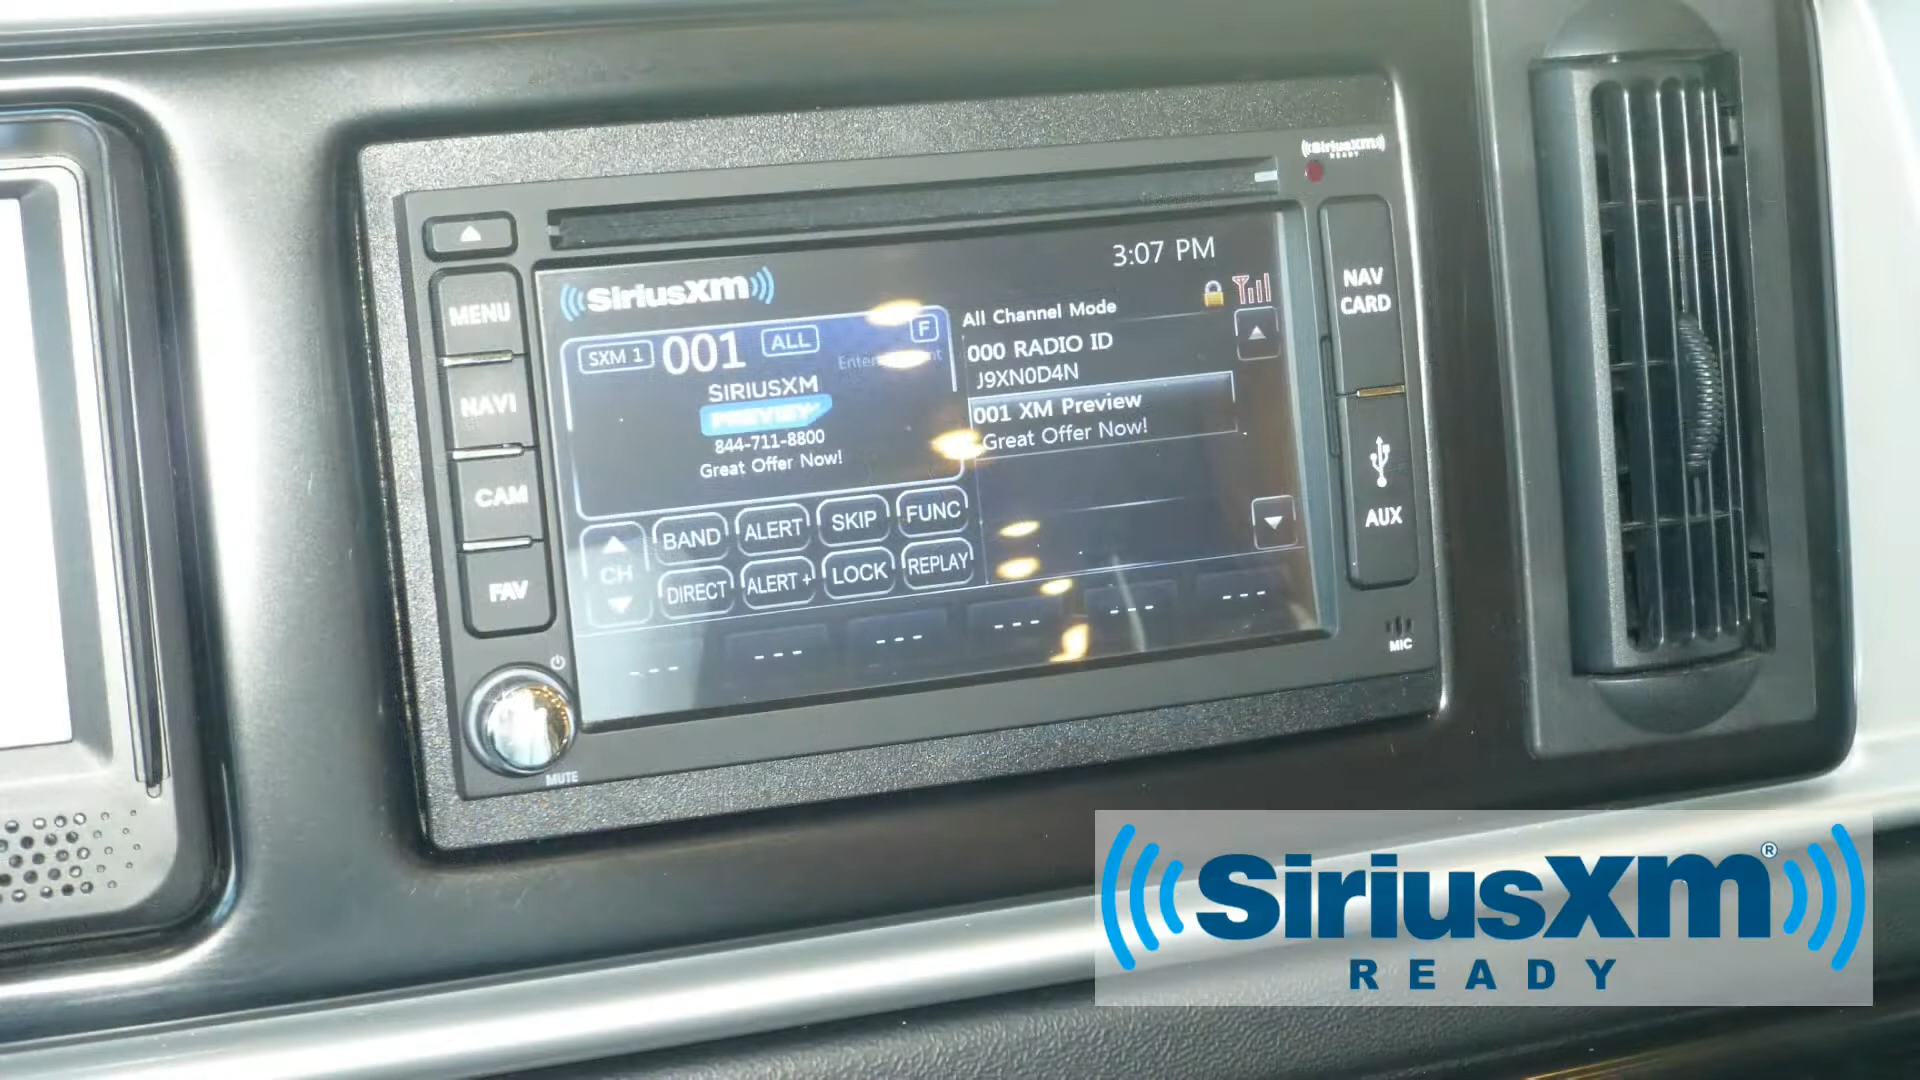 SiriusXM
READY
3:07 PM
MENU
NAVI
CAM
FAV
MUTE
SiriusXM
SXM 1 001 ALL F
SIRIUSXM
PREVIEW
844-711-8800
Great Offer Now!
All Channel Mode
000 RADIO ID
J9XN0D4N
001 XM Preview
Great Offer Now!
CH
BAND ALERT SKIP FUNC
DIRECT ALERT + LOCK REPLAY
--- --- --- --- --- ---
NAV
CARD
AUX
MIC
SiriusXM®
READY